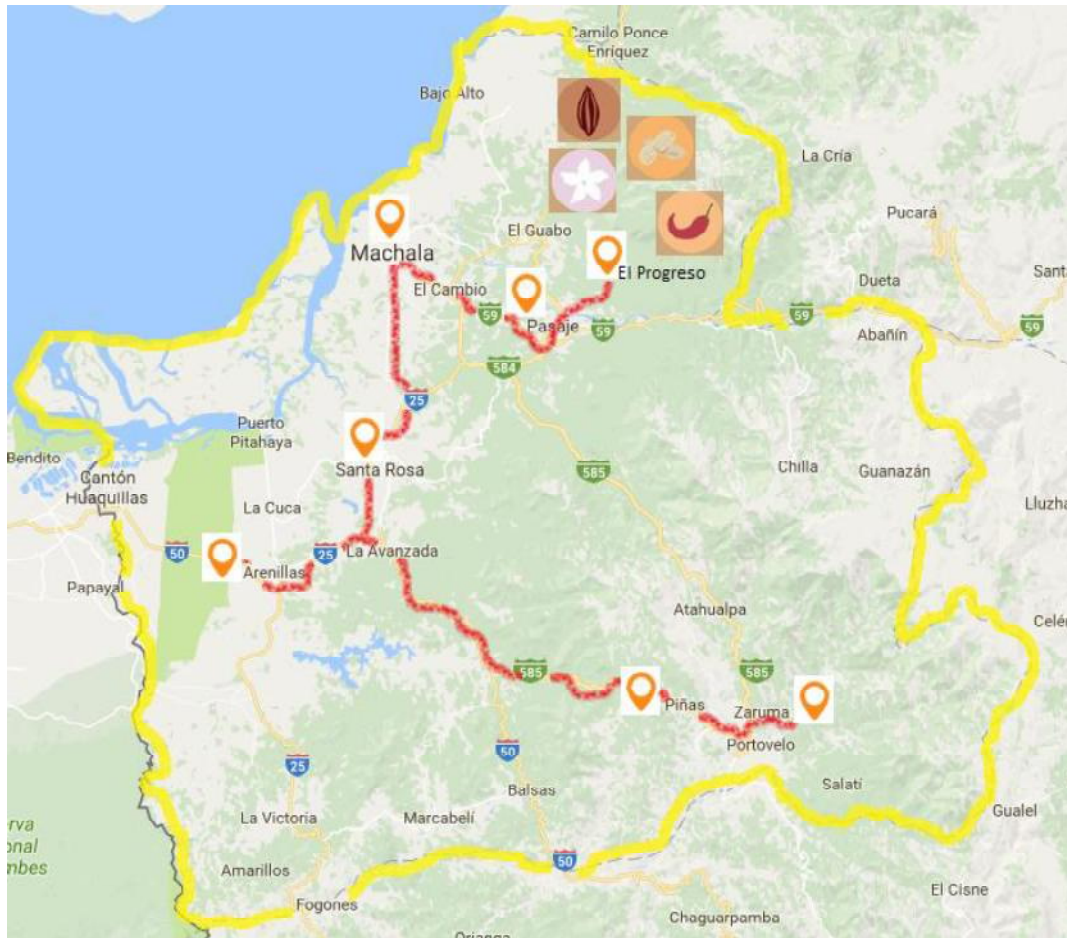 Camilo Ponce
Enríquez
Bajo Alto
La Cría
Pucará
El Guabo
Machala
El Progreso
Santa
El Cambio
Dueta
59
Pasaje
59
59
59
Abañín
584
25
Puerto
Pitahaya
Bendito
Santa Rosa
Chilla
Guanazán
585
Cantón
Huaquillas
La Cuca
Lluzha
50
25
La Avanzada
Arenillas
Papayal
Atahualpa
Celén
585
585
Piñas
Zaruma
Portovelo
50
25
Salatí
Balsas
Gualel
La Victoria
Marcabelí
erva
onal
mbes
Amarillos
50
El Cisne
Fogones
Chaguarpamba